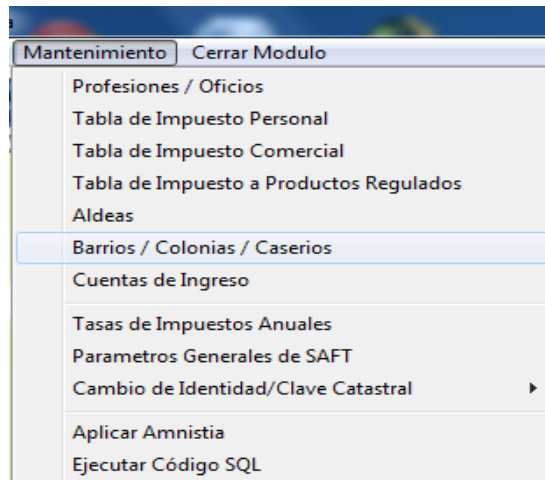 Mantenimiento Cerrar Modulo
Profesiones / Oficios
Tabla de Impuesto Personal
Tabla de Impuesto Comercial
Tabla de Impuesto a Productos Regulados
Aldeas
Barrios / Colonias / Caserios
Cuentas de Ingreso
Tasas de Impuestos Anuales
Parametros Generales de SAFT
Cambio de Identidad/Clave Catastral
Aplicar Amnistia
Ejecutar Código SQL